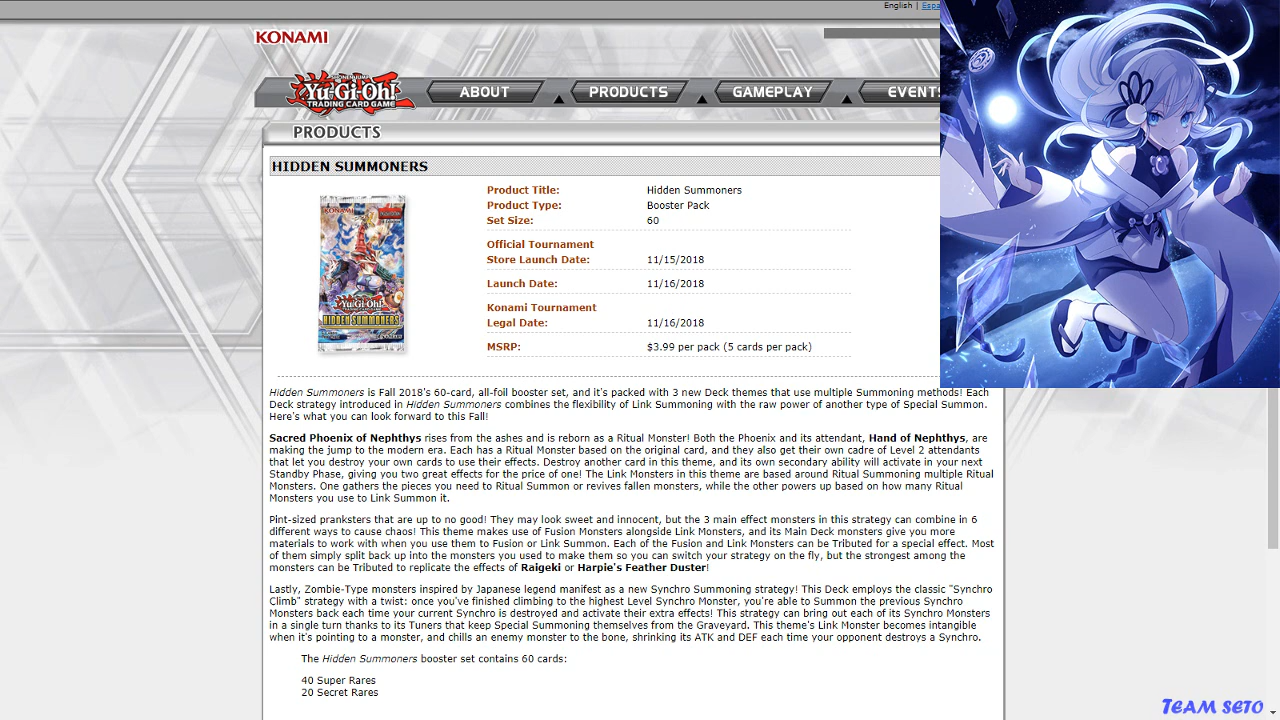 English | Espa
KONAMI
Yu-Gi-Oh!
TRADING CARD GAME
ABOUT
PRODUCTS
GAMEPLAY
EVENTS
PRODUCTS
HIDDEN SUMMONERS
KONAMI
Yu-Gi-Oh!
HIDDEN SUMMONERS
Product Title: Hidden Summoners
Product Type: Booster Pack
Set Size: 60
Official Tournament
Store Launch Date: 11/15/2018
Launch Date: 11/16/2018
Konami Tournament
Legal Date: 11/16/2018
MSRP: $3.99 per pack (5 cards per pack)
Hidden Summoners is Fall 2018's 60-card, all-foil booster set, and it's packed with 3 new Deck themes that use multiple Summoning methods! Each
Deck strategy introduced in Hidden Summoners combines the flexibility of Link Summoning with the raw power of another type of Special Summon.
Here's what you can look forward to this Fall!
Sacred Phoenix of Nephthys rises from the ashes and is reborn as a Ritual Monster! Both the Phoenix and its attendant, Hand of Nephthys, are
making the jump to the modern era. Each has a Ritual Monster based on the original card, and they also get their own cadre of Level 2 attendants
that let you destroy your own cards to use their effects. Destroy another card in this theme, and its own secondary ability will activate in your next
Standby Phase, giving you two great effects for the price of one! The Link Monsters in this theme are based around Ritual Summoning multiple Ritual
Monsters. One gathers the pieces you need to Ritual Summon or revives fallen monsters, while the other powers up based on how many Ritual
Monsters you use to Link Summon it.
Pint-sized pranksters that are up to no good! They may look sweet and innocent, but the 3 main effect monsters in this strategy can combine in 6
different ways to cause chaos! This theme makes use of Fusion Monsters alongside Link Monsters, and its Main Deck monsters give you more
materials to work with when you use them to Fusion or Link Summon. Each of the Fusion and Link Monsters can be Tributed for a special effect. Most
of them simply split back up into the monsters you used to make them so you can switch your strategy on the fly, but the strongest among the
monsters can be Tributed to replicate the effects of Raigeki or Harpie's Feather Duster!
Lastly, Zombie-Type monsters inspired by Japanese legend manifest as a new Synchro Summoning strategy! This Deck employs the classic "Synchro
Climb" strategy with a twist: once you've finished climbing to the highest Level Synchro Monster, you're able to Summon the previous Synchro
Monsters back each time your current Synchro is destroyed and activate their extra effects! This strategy can bring out each of its Synchro Monsters
in a single turn thanks to its Tuners that keep Special Summoning themselves from the Graveyard. This theme's Link Monster becomes intangible
when it's pointing to a monster, and chills an enemy monster to the bone, shrinking its ATK and DEF each time your opponent destroys a Synchro.
The Hidden Summoners booster set contains 60 cards:
40 Super Rares
20 Secret Rares
TEAM SETO